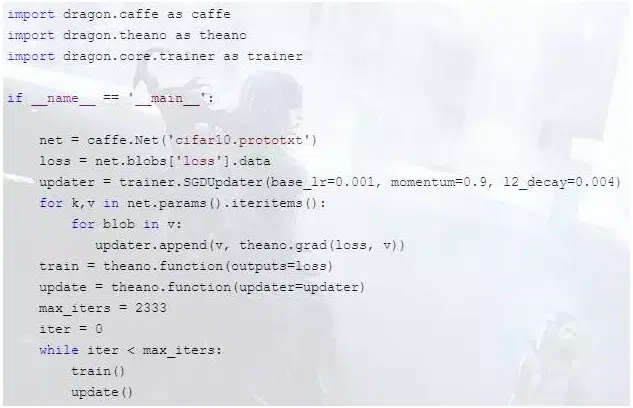 import dragon.caffe as caffe
import dragon.theano as theano
import dragon.core.trainer as trainer
if __name__ == '__main__':
    net = caffe.Net('cifar10.prototxt')
    loss = net.blobs['loss'].data
    updater = trainer.SGDUpdater(base_lr=0.001, momentum=0.9, l2_decay=0.004)
    for k,v in net.params().iteritems():
        for blob in v:
            updater.append(v, theano.grad(loss, v))
    train = theano.function(outputs=loss)
    update = theano.function(updater=updater)
    max_iters = 2333
    iter = 0
    while iter < max_iters:
        train()
        update()